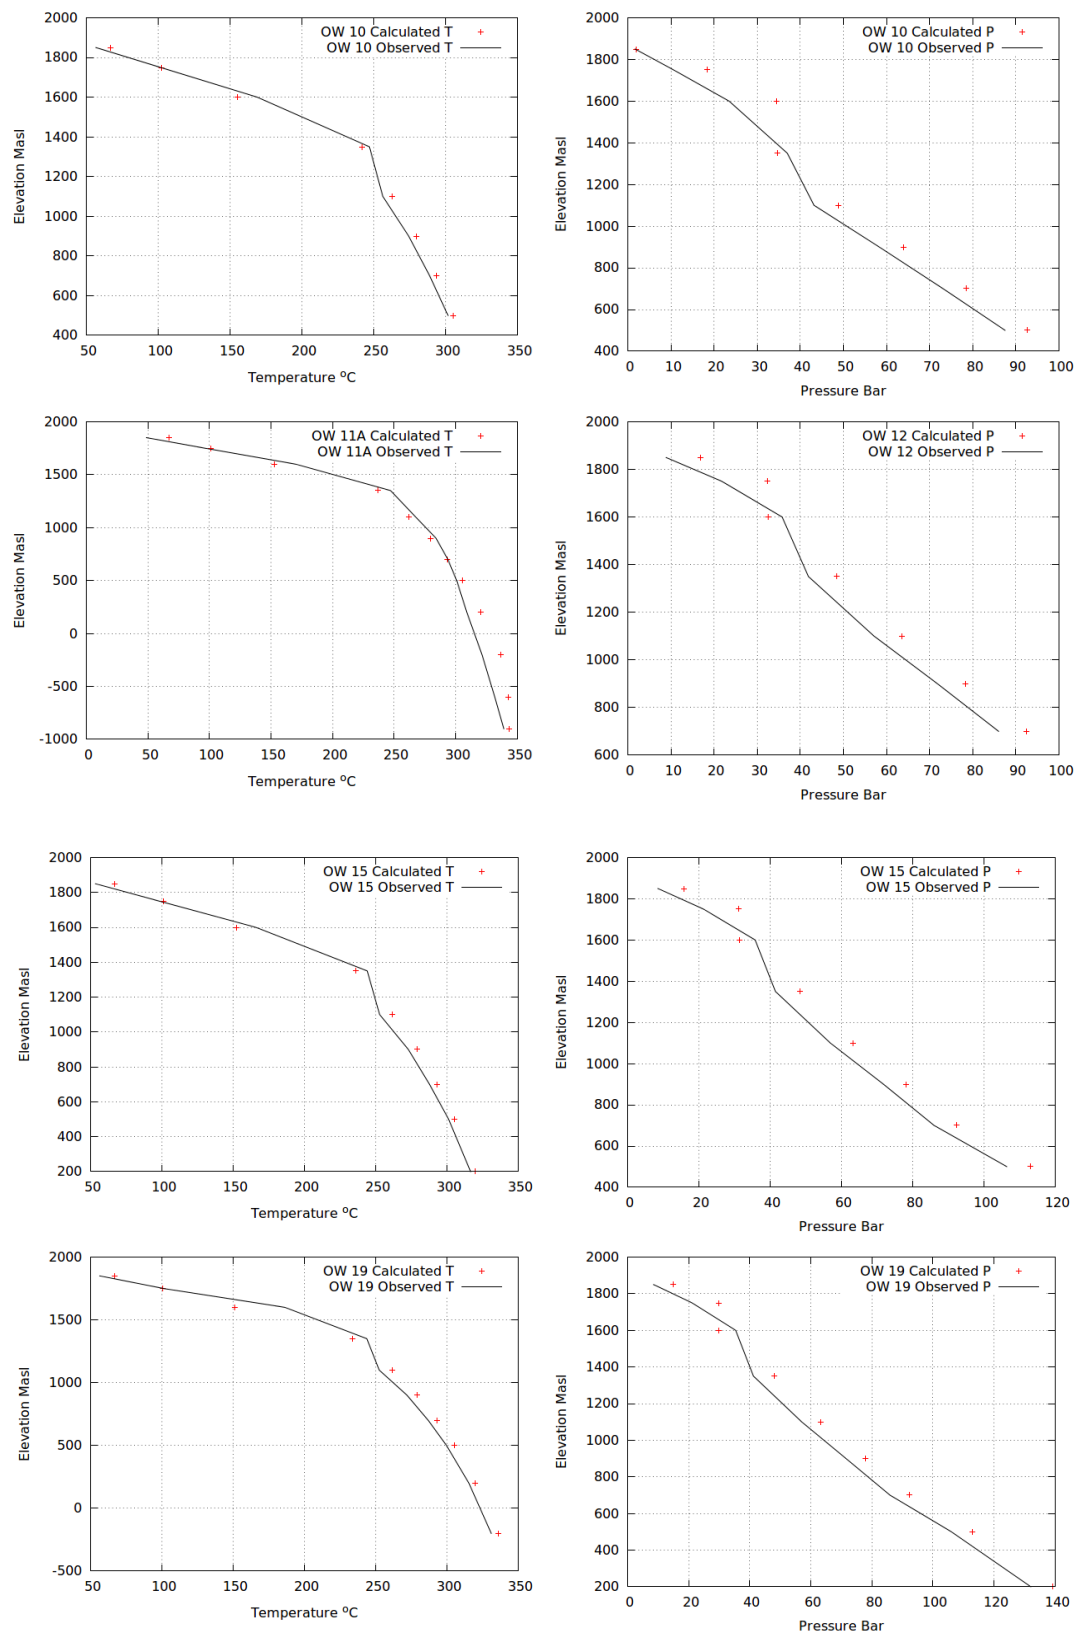 OW 10 Calculated T
OW 10 Observed T
2000
1800
1600
1400
1200
1000
800
600
400
50 100 150 200 250 300 350
Elevation Masl
Temperature ⁰C
OW 10 Calculated P
OW 10 Observed P
2000
1800
1600
1400
1200
1000
800
600
400
0 10 20 30 40 50 60 70 80 90 100
Elevation Masl
Pressure Bar
OW 11A Calculated T
OW 11A Observed T
2000
1500
1000
500
0
-500
-1000
0 50 100 150 200 250 300 350
Elevation Masl
Temperature ⁰C
OW 12 Calculated P
OW 12 Observed P
2000
1800
1600
1400
1200
1000
800
600
0 10 20 30 40 50 60 70 80 90 100
Elevation Masl
Pressure Bar
OW 15 Calculated T
OW 15 Observed T
2000
1800
1600
1400
1200
1000
800
600
400
200
50 100 150 200 250 300 350
Elevation Masl
Temperature ⁰C
OW 15 Calculated P
OW 15 Observed P
2000
1800
1600
1400
1200
1000
800
600
400
0 20 40 60 80 100 120
Elevation Masl
Pressure Bar
OW 19 Calculated T
OW 19 Observed T
2000
1500
1000
500
0
-500
50 100 150 200 250 300 350
Elevation Masl
Temperature ⁰C
OW 19 Calculated P
OW 19 Observed P
2000
1800
1600
1400
1200
1000
800
600
400
200
0 20 40 60 80 100 120 140
Elevation Masl
Pressure Bar